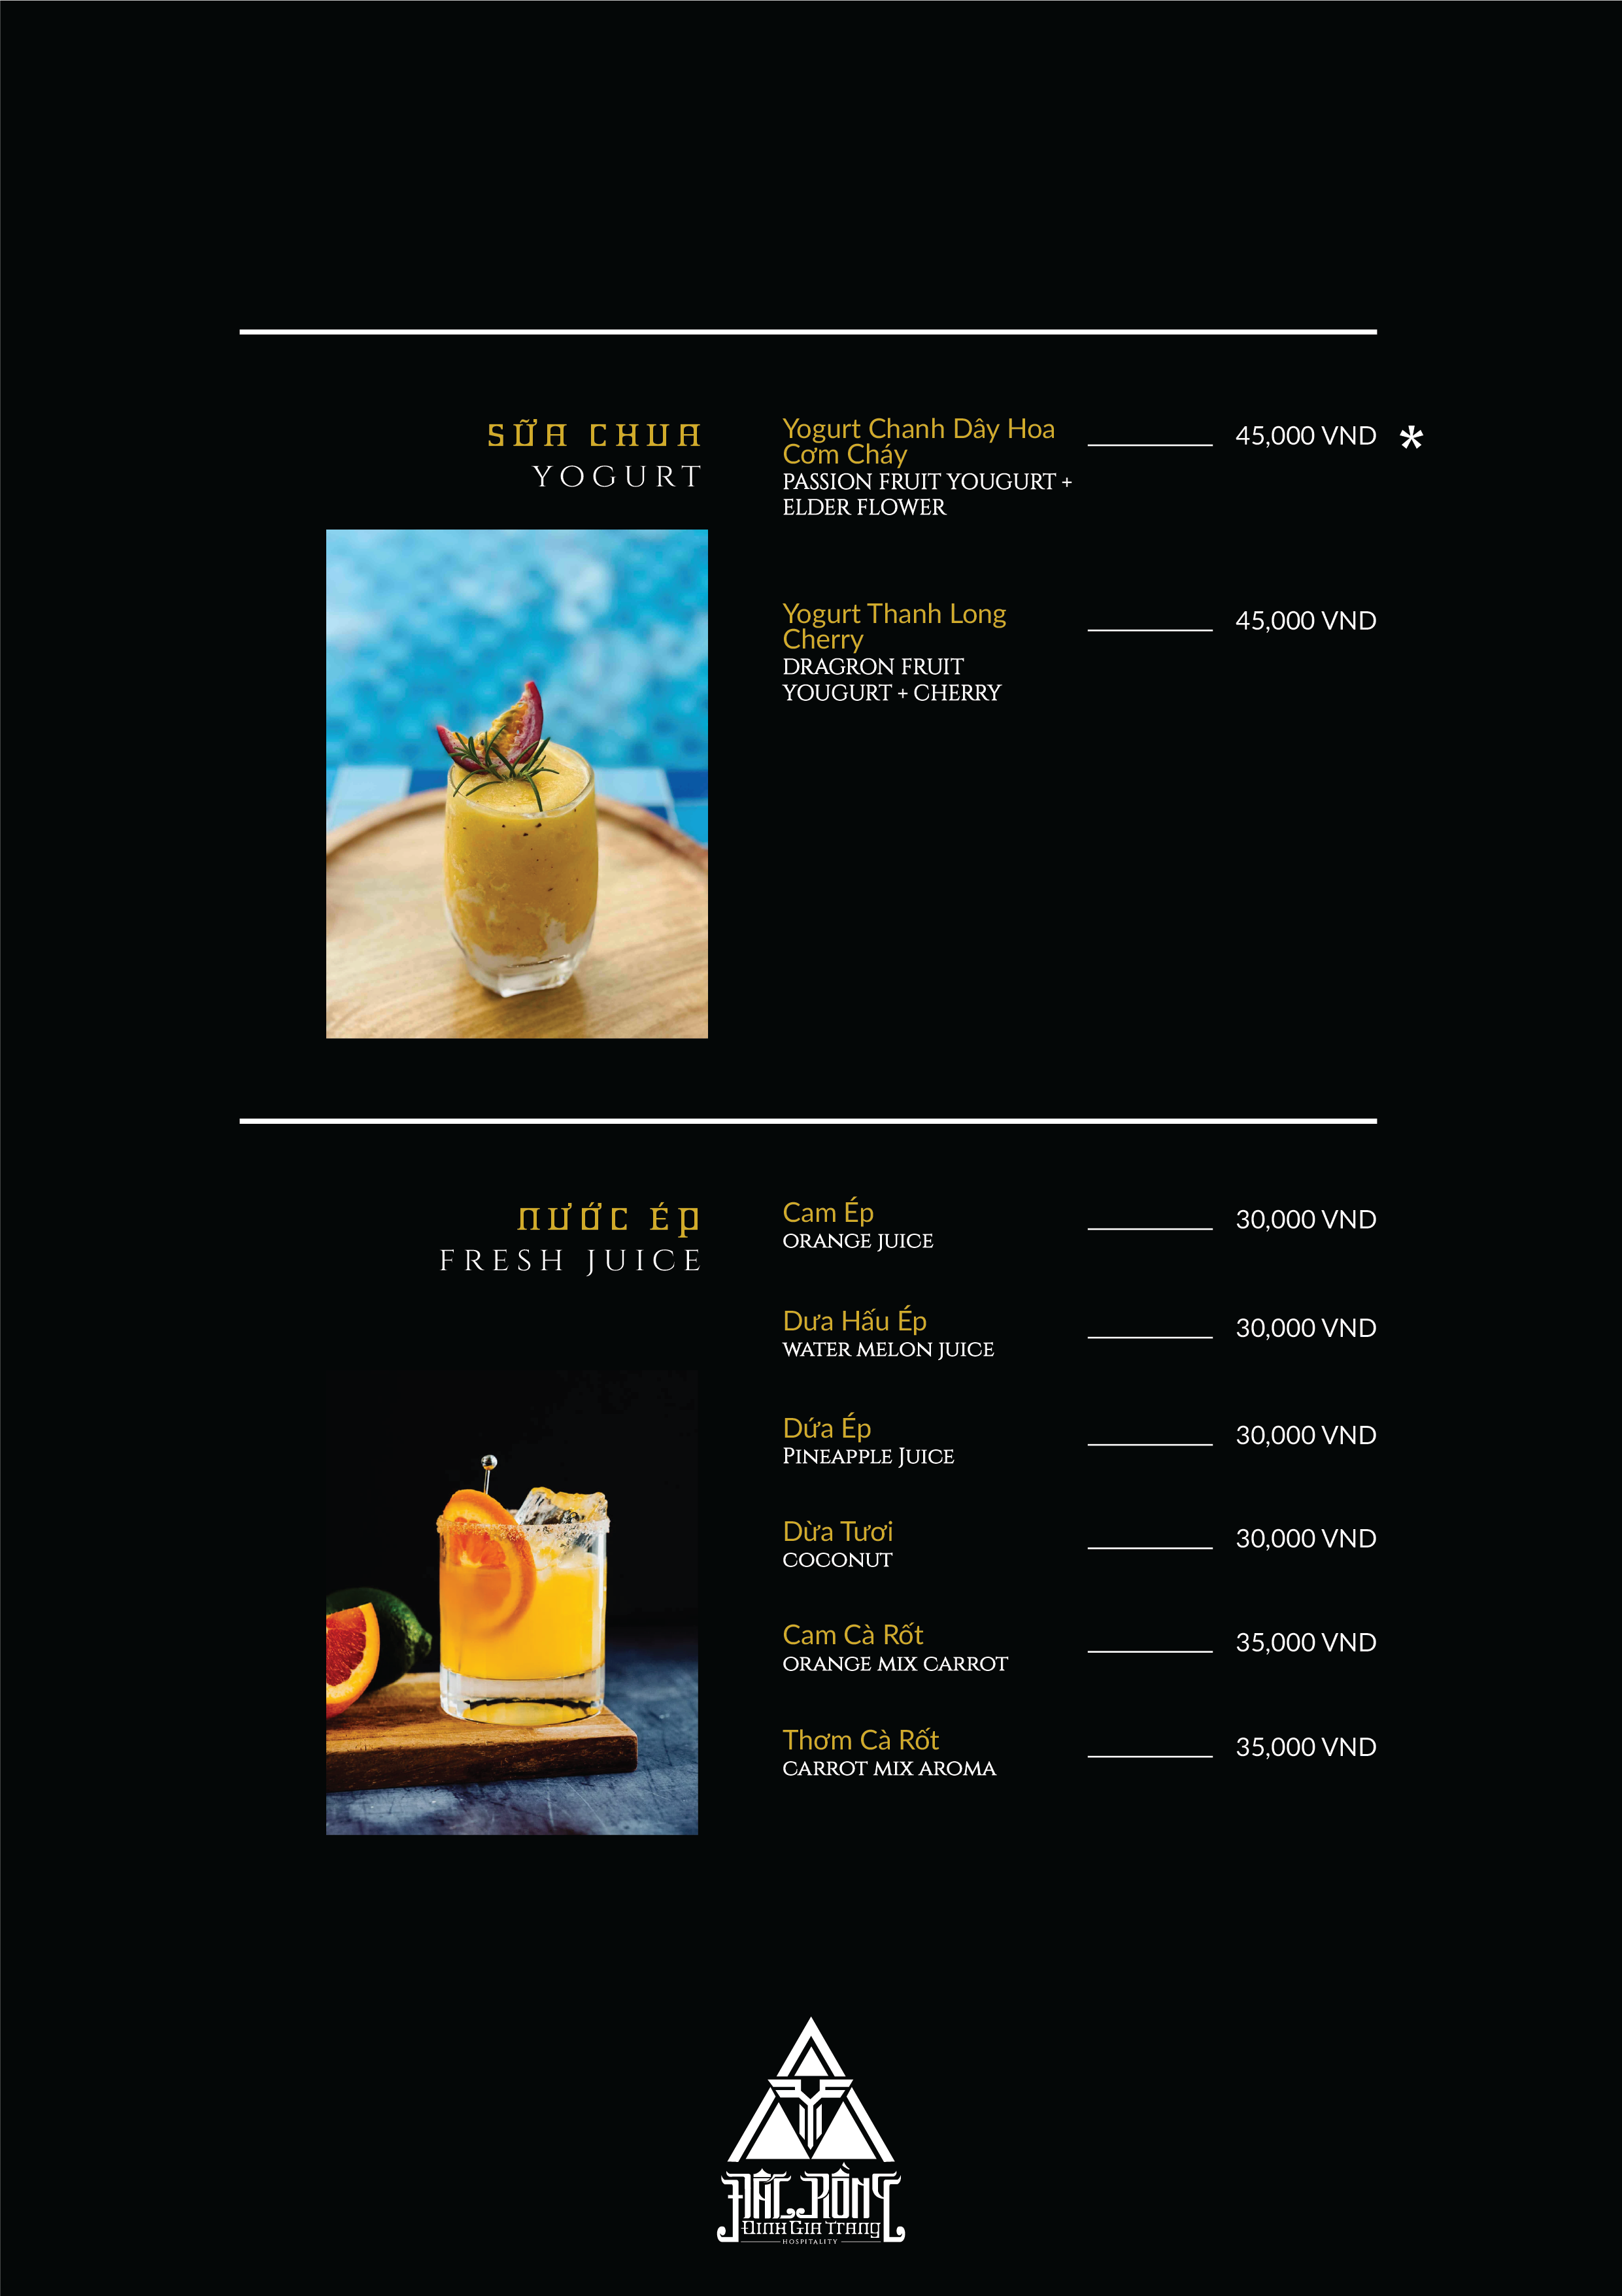 SỮA CHUA
YOGURT
Yogurt Chanh Dây Hoa
Cơm Cháy
PASSION FRUIT YOUGURT +
ELDER FLOWER
45,000 VND *
Yogurt Thanh Long
Cherry
DRAGRON FRUIT
YOUGURT + CHERRY
45,000 VND
NƯỚC ÉP
FRESH JUICE
Cam Ép
ORANGE JUICE
30,000 VND
Dưa Hấu Ép
WATER MELON JUICE
30,000 VND
Dứa Ép
PINEAPPLE JUICE
30,000 VND
Dừa Tươi
COCONUT
30,000 VND
Cam Cà Rốt
ORANGE MIX CARROT
35,000 VND
Thơm Cà Rốt
CARROT MIX AROMA
35,000 VND
ĐINH GIA TRANG
HOSPITALITY